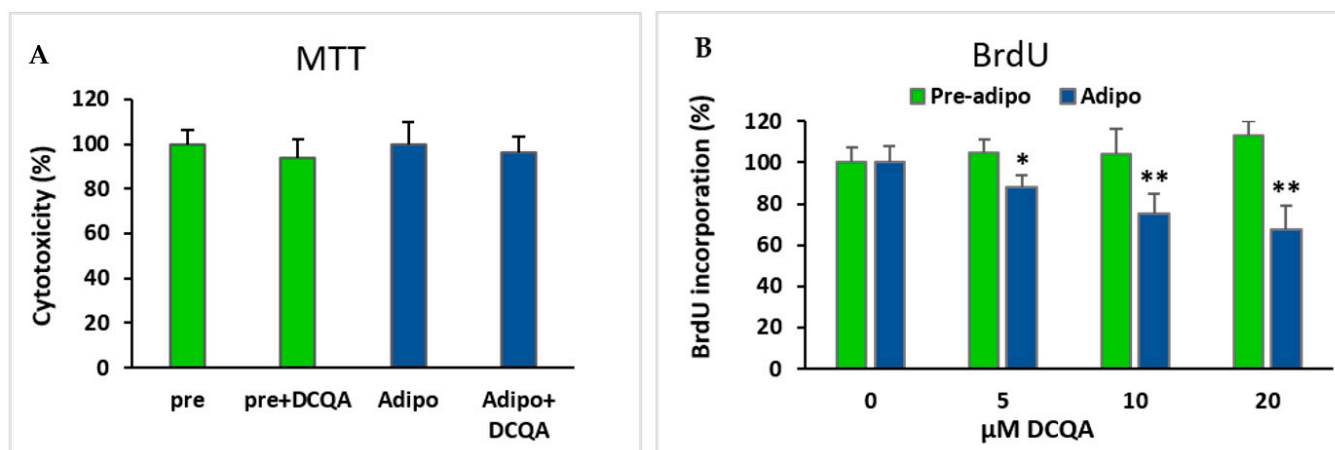 A
MTT
Cytotoxicity (%)
120
100
80
60
40
20
0
pre
pre+DCQA
Adipo
Adipo+
DCQA
B
BrdU
Pre-adipo
Adipo
BrdU incorporation (%)
120
100
80
60
40
20
0
*
**
**
0
5
10
20
µM DCQA